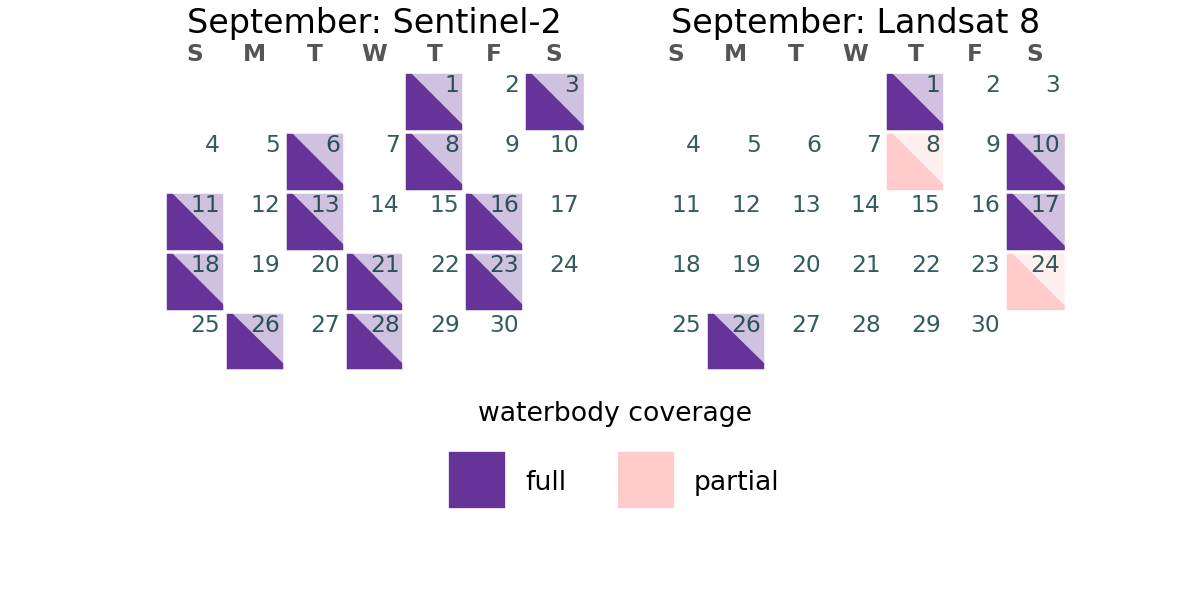 September: Sentinel-2
S M T W T F S
1 2 3
4 5 6 7 8 9 10
11 12 13 14 15 16 17
18 19 20 21 22 23 24
25 26 27 28 29 30
September: Landsat 8
S M T W T F S
1 2 3
4 5 6 7 8 9 10
11 12 13 14 15 16 17
18 19 20 21 22 23 24
25 26 27 28 29 30
waterbody coverage
full partial